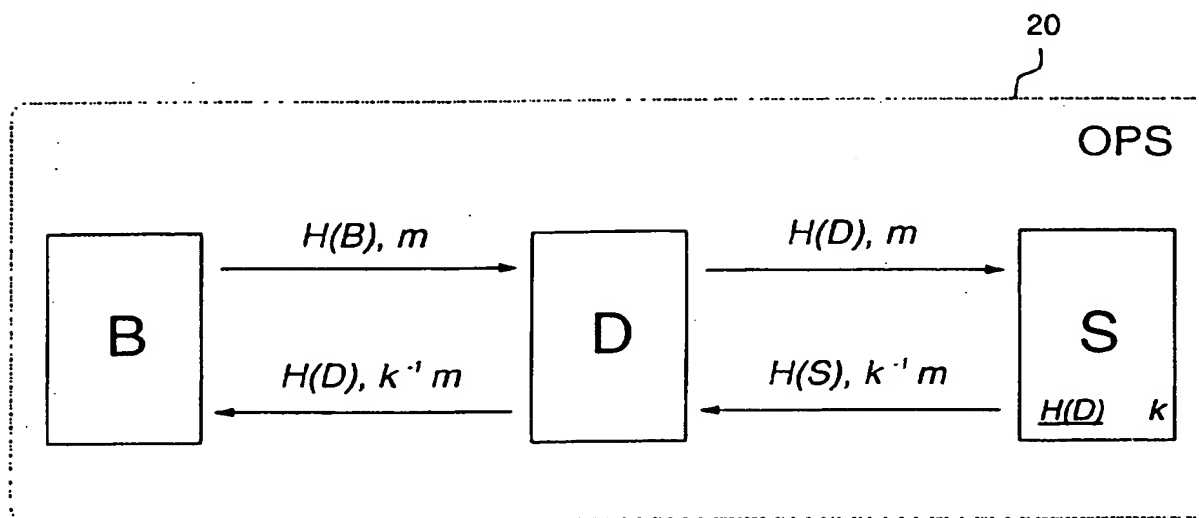 20
OPS
H(B), m
H(D), m
B
D
S
H(D), k⁻¹ m
H(S), k⁻¹ m
H(D) k